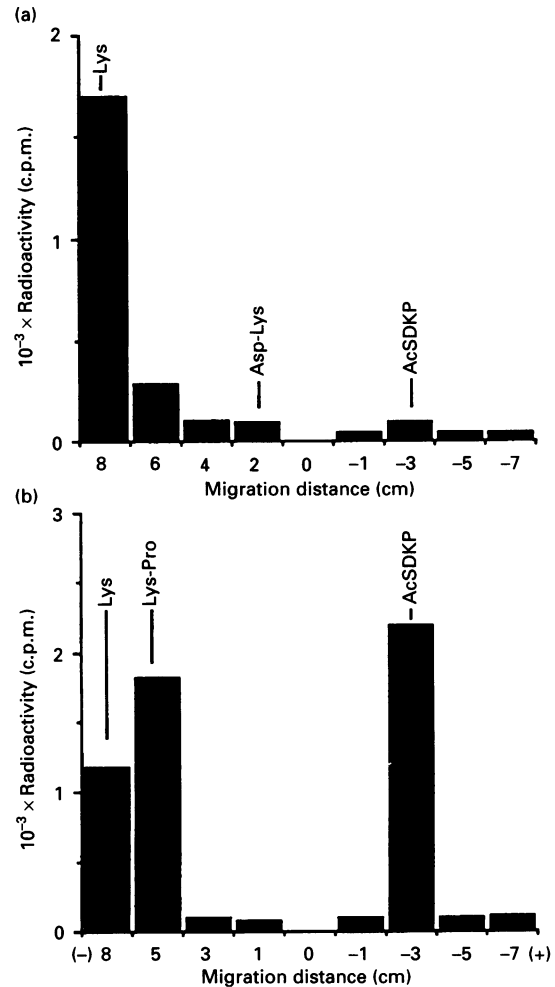 (a)
2
1
0
10⁻³ × Radioactivity (c.p.m.)
Lys
Asp-Lys
AcSDKP
8 6 4 2 0 −1 −3 −5 −7
Migration distance (cm)
(b)
3
2
1
0
10⁻³ × Radioactivity (c.p.m.)
Lys
Lys-Pro
AcSDKP
(−) 8 5 3 1 0 −1 −3 −5 −7 (+)
Migration distance (cm)